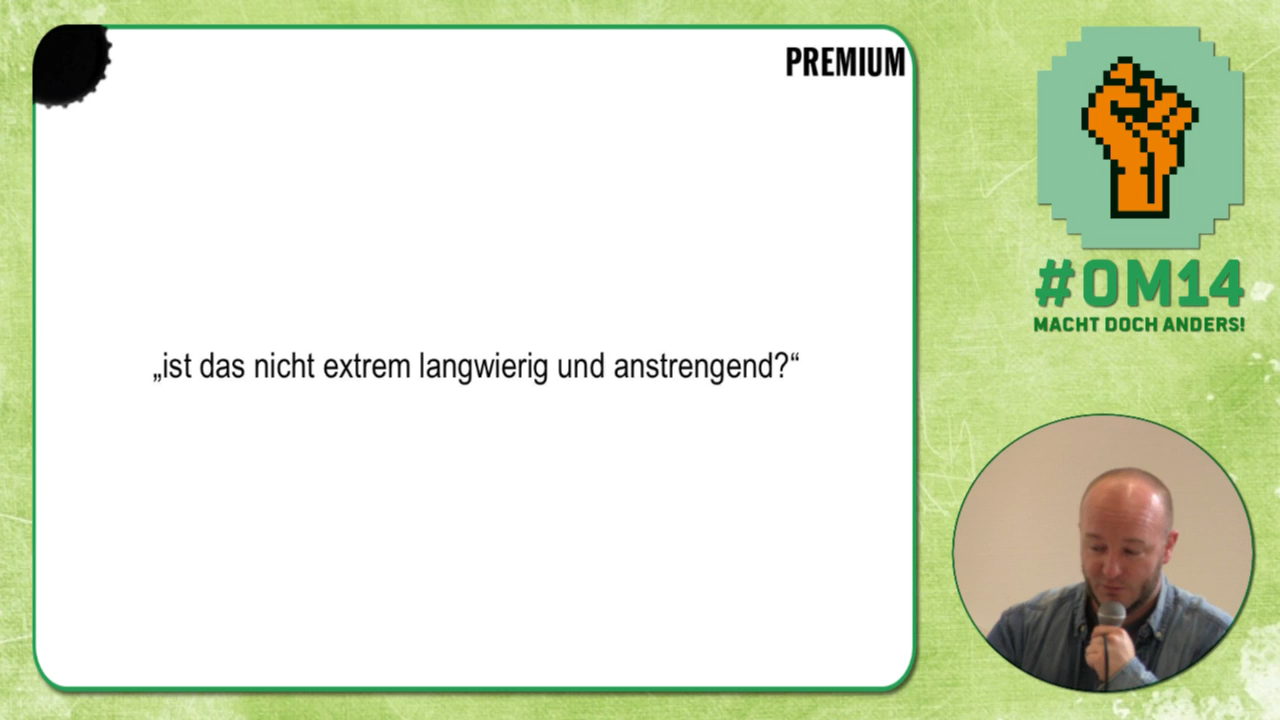 PREMIUM
„ist das nicht extrem langwierig und anstrengend?“
#OM14
MACHT DOCH ANDERS!